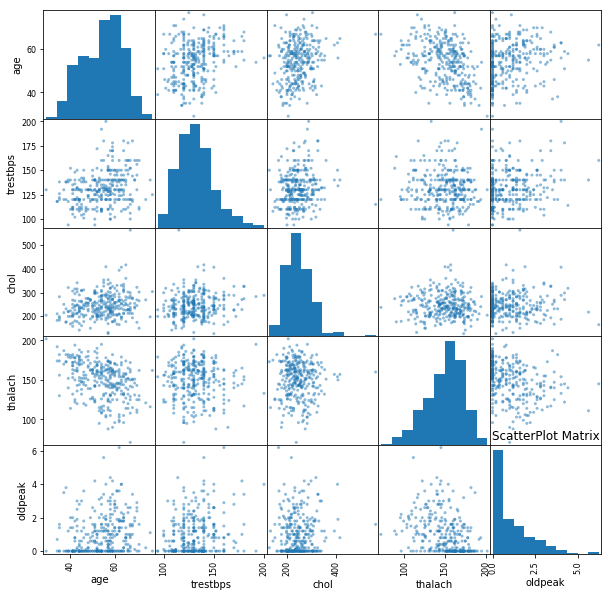 age
60
40
trestbps
200
175
150
125
100
chol
500
400
300
200
thalach
200
150
100
ScatterPlot Matrix
oldpeak
6
4
2
0
40 60 100 150 200 200 400 100 150 200 0.0 2.5 5.0
age trestbps chol thalach oldpeak